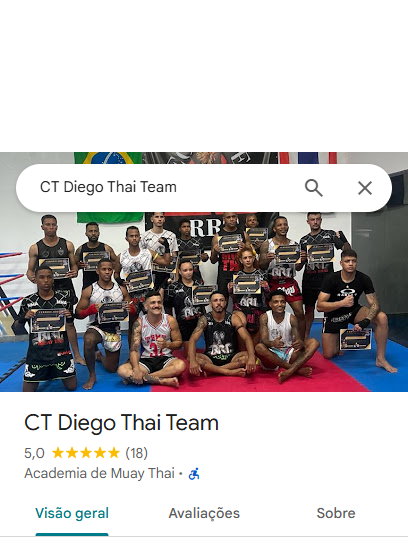 CT Diego Thai Team
CT Diego Thai Team
5,0 (18)
Academia de Muay Thai ·
Visão geral
Avaliações
Sobre